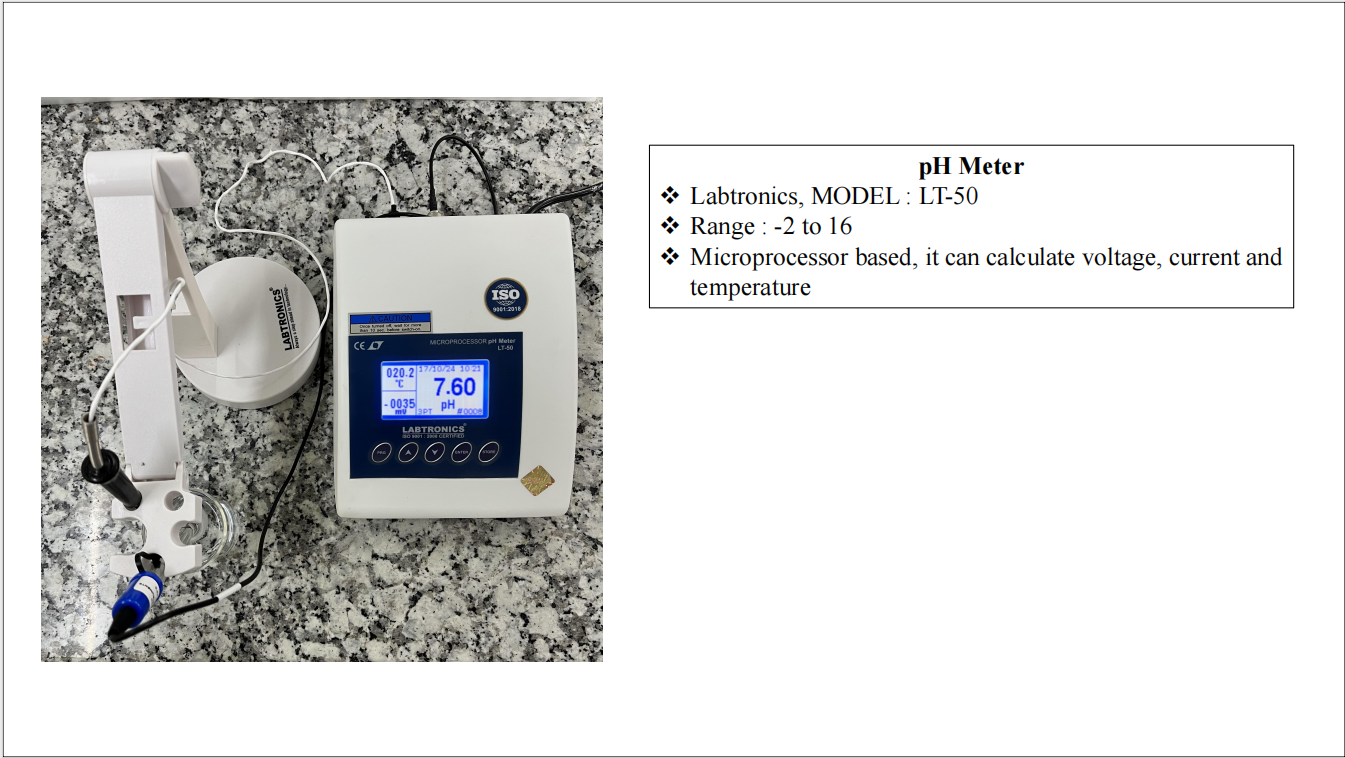 pH Meter
❖ Labtronics, MODEL : LT-50
❖ Range : -2 to 16
❖ Microprocessor based, it can calculate voltage, current and
temperature
LABTRONICS®
ISO
9001:2015
CAUTION
Once turned off, wait for more
than 10 sec. before switch-on
CE
MICROPROCESSOR pH Meter
LT-50
020.2
°C
17/10/24 10:21
7.60
pH
-0035
mV
3PT
LABTRONICS®
ISO 9001 : 2008 CERTIFIED
ENTER